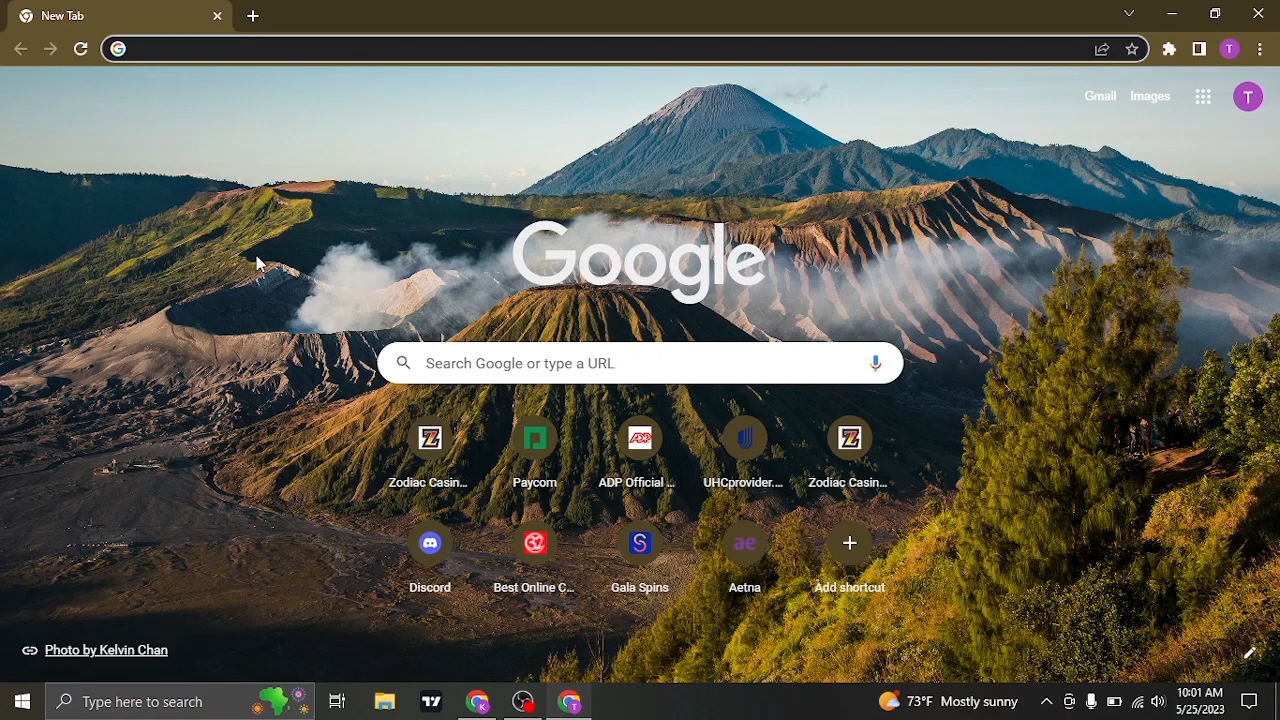 New Tab
Gmail Images
T
T
Google
Search Google or type a URL
Zodiac Casin... Paycom ADP Official ... UHCprovider.... Zodiac Casin...
Discord Best Online C... Gala Spins Aetna Add shortcut
Photo by Kelvin Chan
Type here to search
73°F Mostly sunny
10:01 AM
5/25/2023